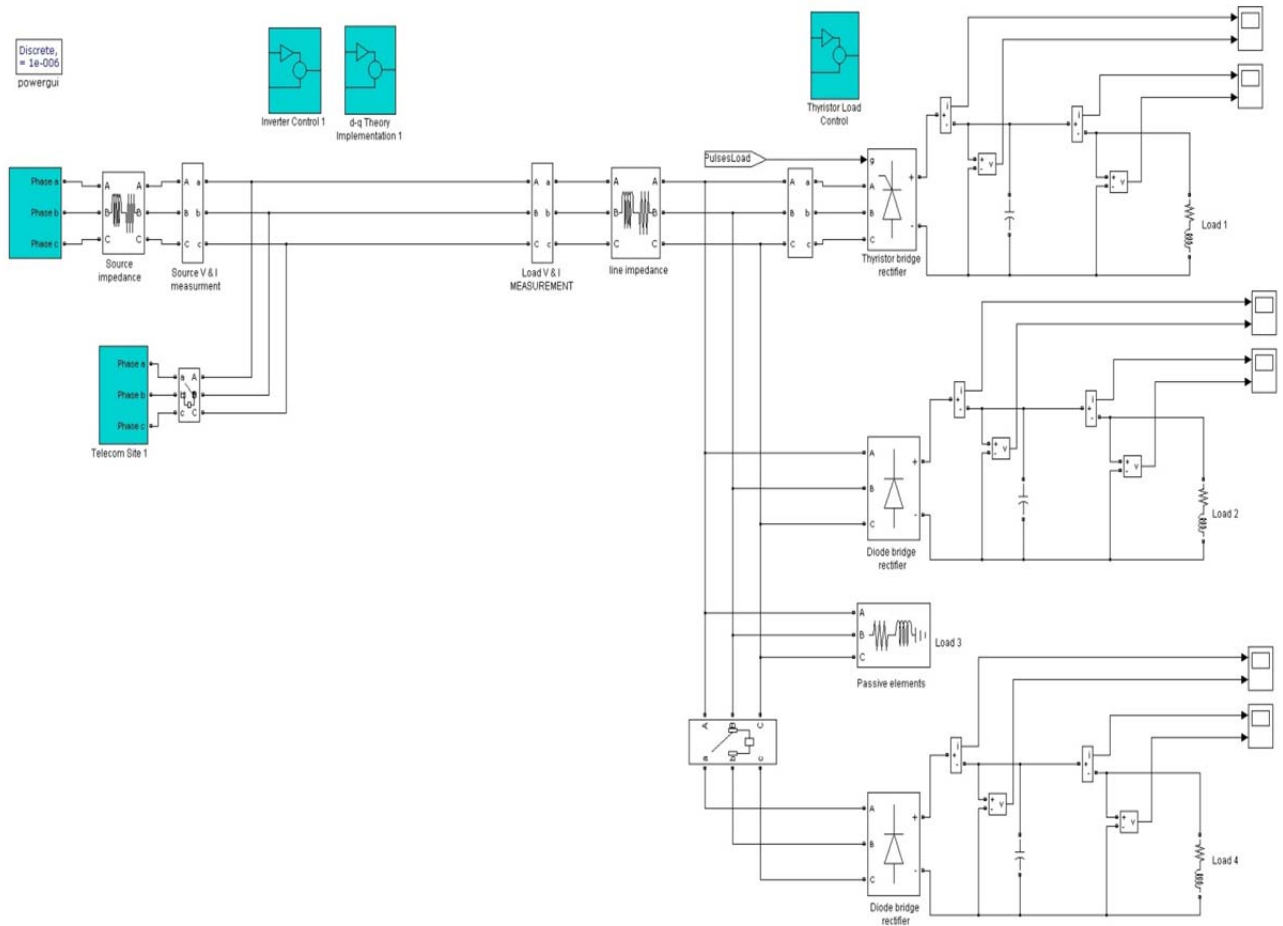 Discrete,
= 1e-006
powergui
Inverter Control 1
d-q Theory
Implementation 1
Thyristor Load
Control
PulsesLoad
Phase a
Phase b
Phase c
A
B
C
A
B
C
Source
impedance
A a
B b
C c
Source V & I
measurment
A a
B b
C c
Load V & I
MEASUREMENT
A A
B B
C C
line impedance
A a
B b
C c
g
A
B
C
+
-
Thyristor bridge
rectifier
i
+
-
+
-
v
i
+
-
+
-
v
Load 1
Phase a
Phase b
Phase c
Telecom Site 1
a A
b B
c C
A
B
C
+
-
Diode bridge
rectifier
i
+
-
+
-
v
i
+
-
+
-
v
Load 2
A
B
C
Load 3
Passive elements
A B C
a b c
A
B
C
+
-
Diode bridge
rectifier
i
+
-
+
-
v
i
+
-
+
-
v
Load 4